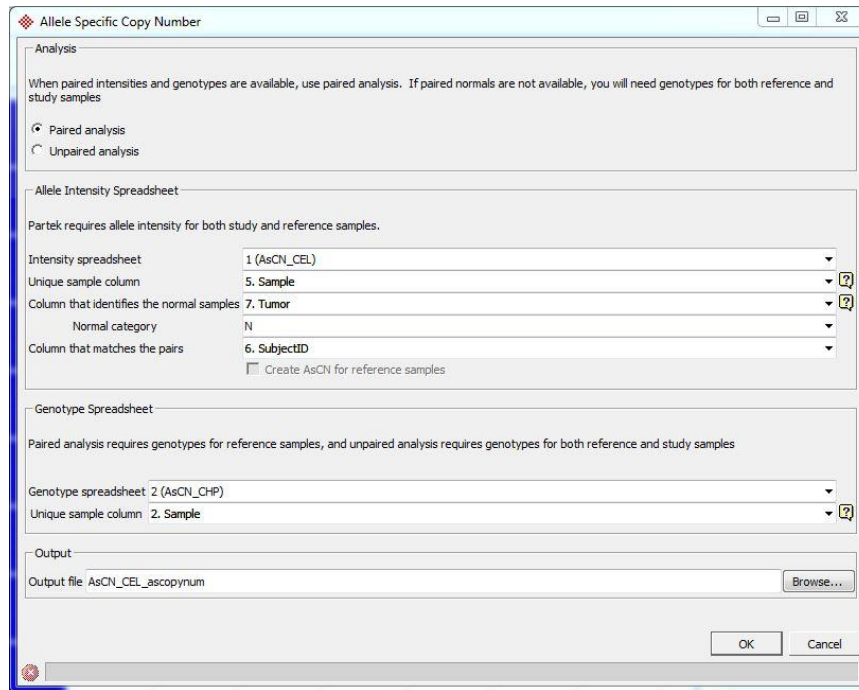 Allele Specific Copy Number
Analysis
When paired intensities and genotypes are available, use paired analysis. If paired normals are not available, you will need genotypes for both reference and
study samples
Paired analysis
Unpaired analysis
Allele Intensity Spreadsheet
Partek requires allele intensity for both study and reference samples.
Intensity spreadsheet 1 (AsCN_CEL)
Unique sample column 5. Sample
Column that identifies the normal samples 7. Tumor
Normal category N
Column that matches the pairs 6. SubjectID
Create AsCN for reference samples
Genotype Spreadsheet
Paired analysis requires genotypes for reference samples, and unpaired analysis requires genotypes for both reference and study samples
Genotype spreadsheet 2 (AsCN_CHP)
Unique sample column 2. Sample
Output
Output file AsCN_CEL_ascopynum Browse...
OK Cancel